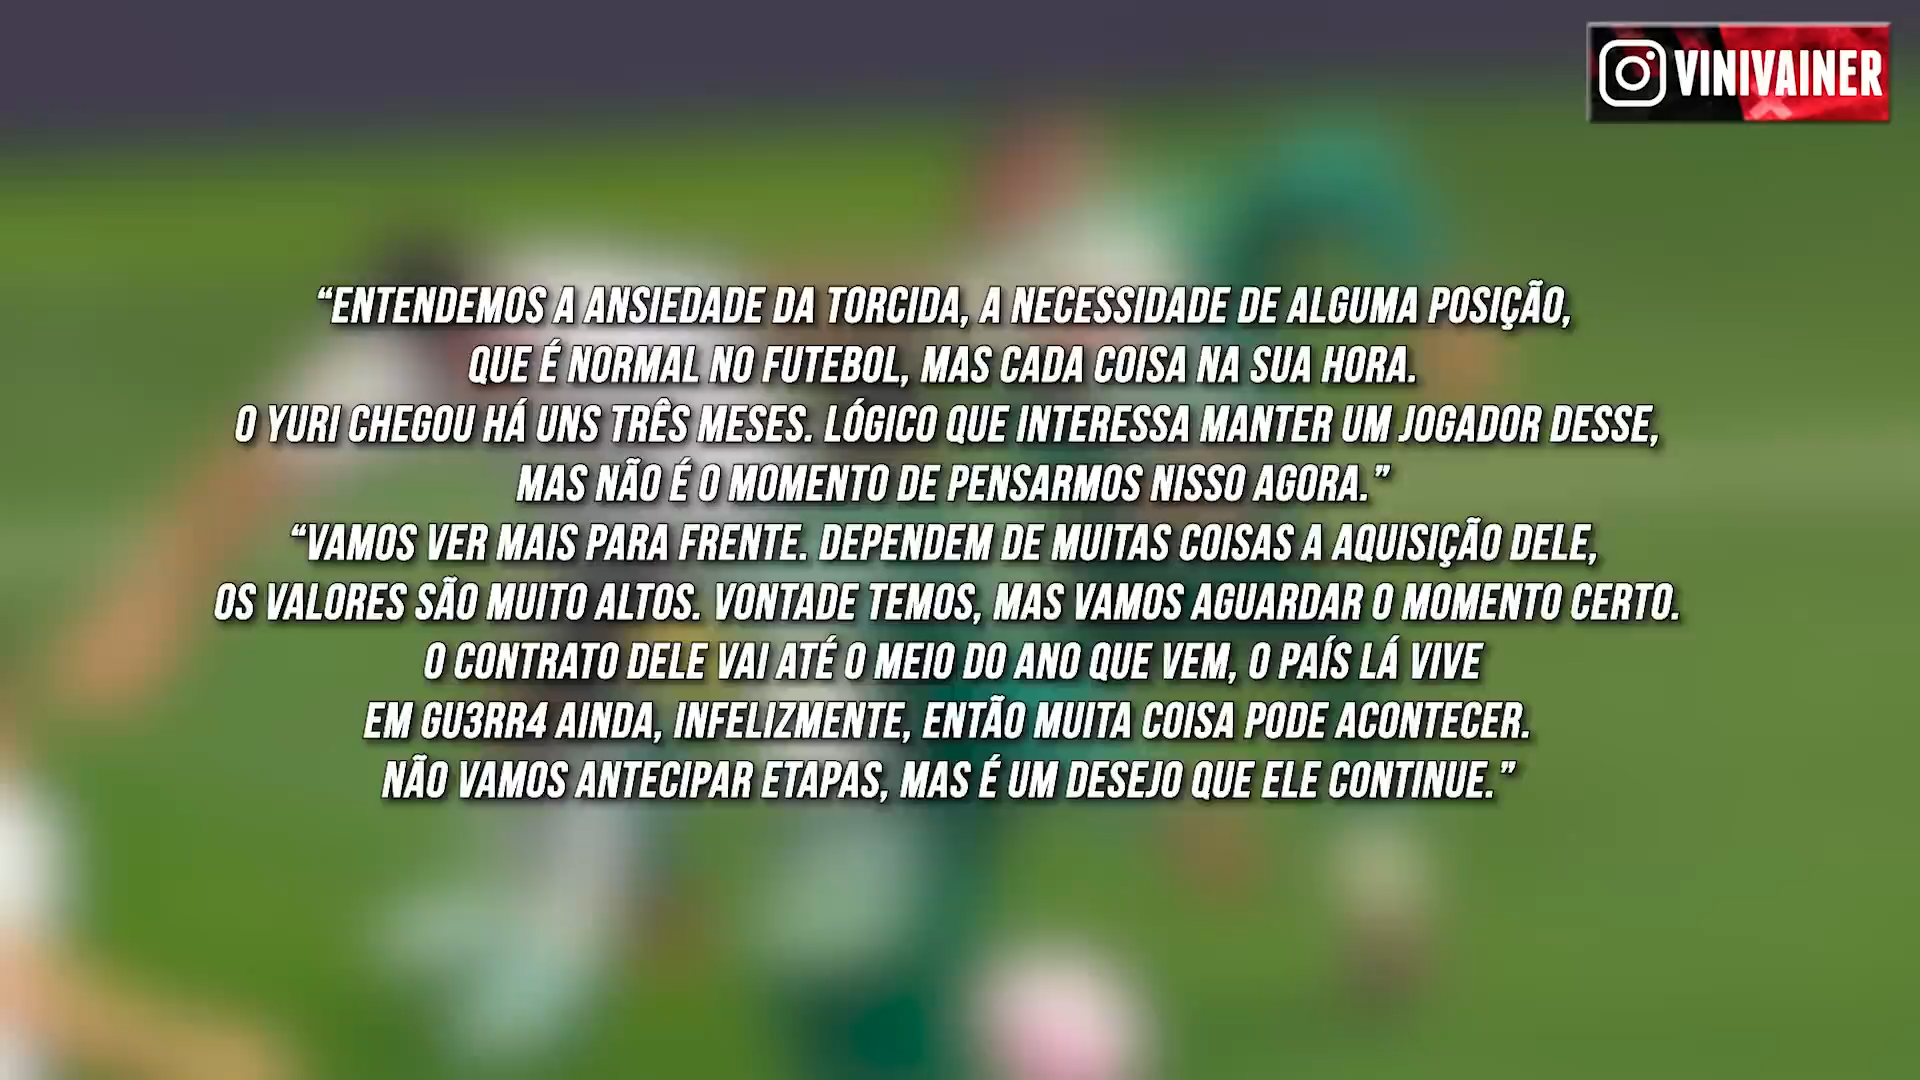 VINIVAINER
“ENTENDEMOS A ANSIEDADE DA TORCIDA, A NECESSIDADE DE ALGUMA POSIÇÃO,
QUE É NORMAL NO FUTEBOL, MAS CADA COISA NA SUA HORA.
O YURI CHEGOU HÁ UNS TRÊS MESES. LÓGICO QUE INTERESSA MANTER UM JOGADOR DESSE,
MAS NÃO É O MOMENTO DE PENSARMOS NISSO AGORA.”
“VAMOS VER MAIS PARA FRENTE. DEPENDEM DE MUITAS COISAS A AQUISIÇÃO DELE,
OS VALORES SÃO MUITO ALTOS. VONTADE TEMOS, MAS VAMOS AGUARDAR O MOMENTO CERTO.
O CONTRATO DELE VAI ATÉ O MEIO DO ANO QUE VEM, O PAÍS LÁ VIVE
EM GU3RR4 AINDA, INFELIZMENTE, ENTÃO MUITA COISA PODE ACONTECER.
NÃO VAMOS ANTECIPAR ETAPAS, MAS É UM DESEJO QUE ELE CONTINUE.”